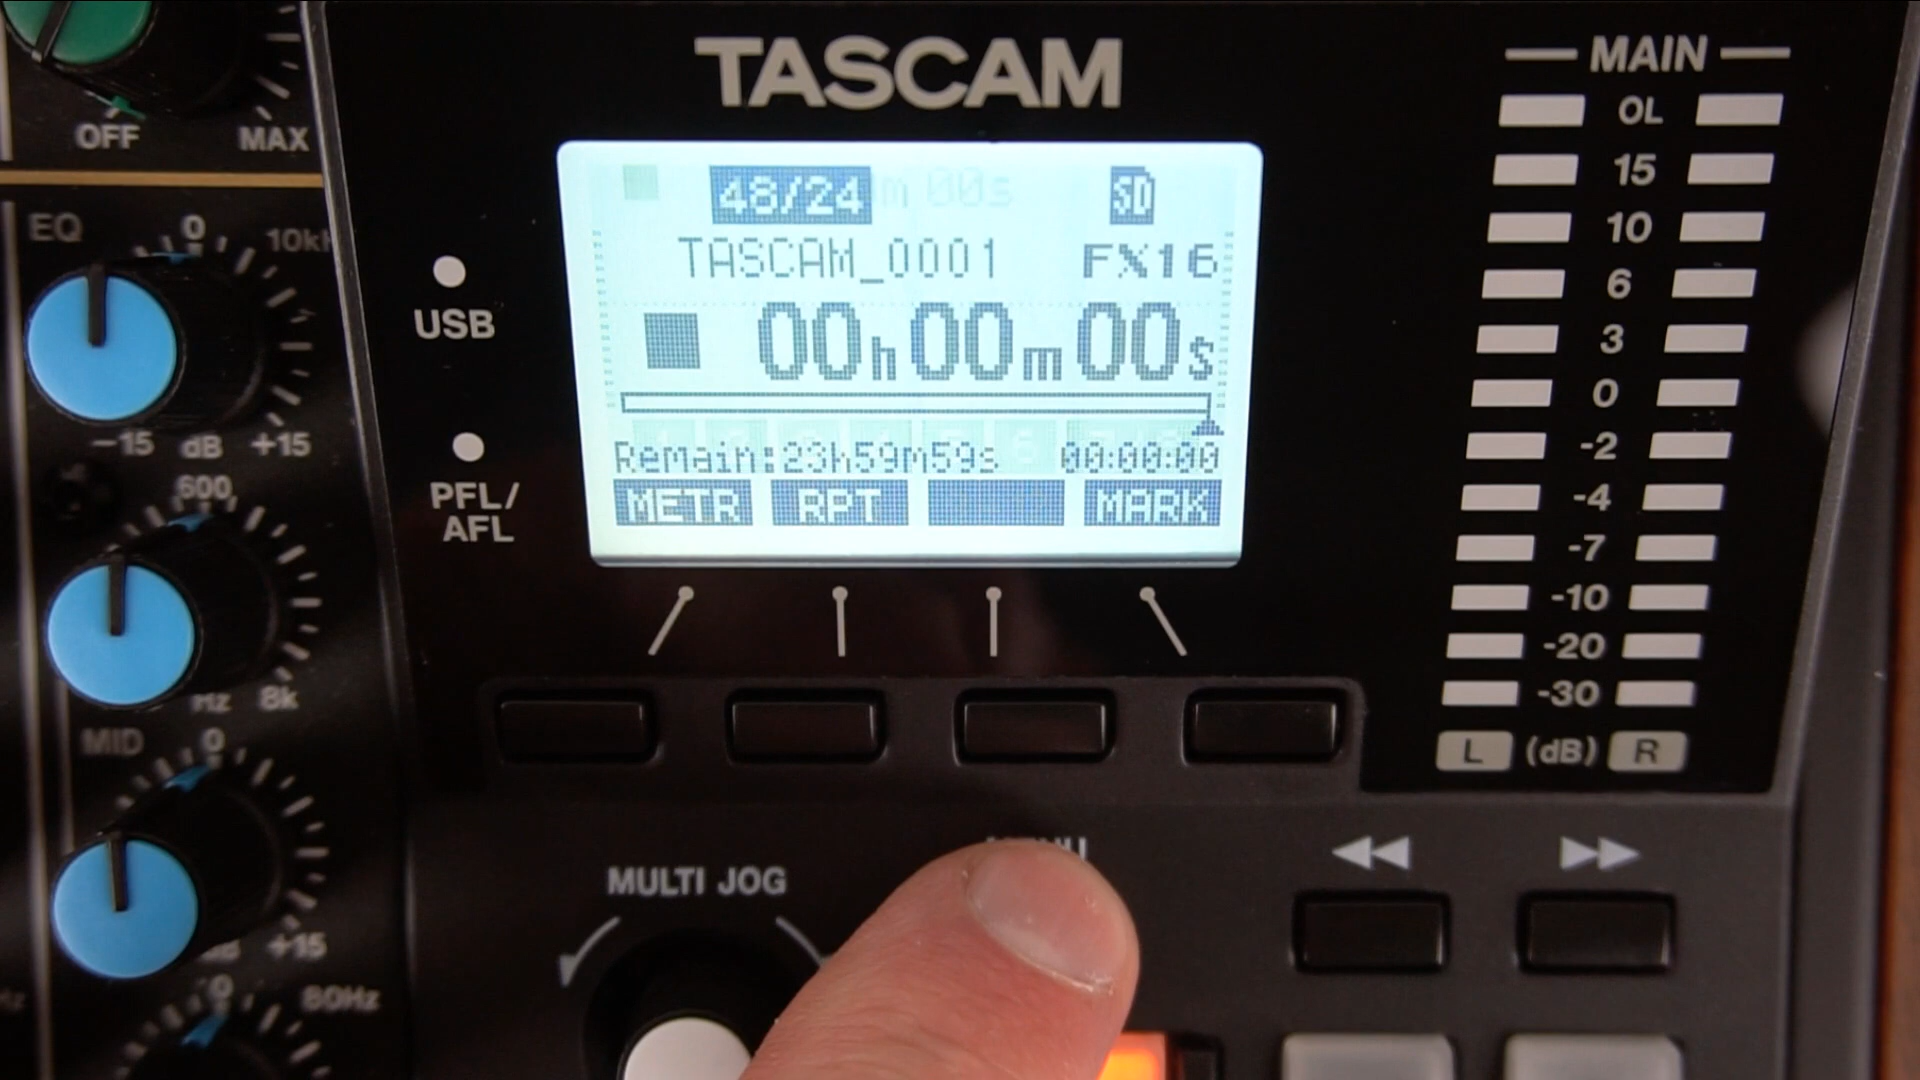 TASCAM
MAIN
OFF
MAX
OL
15
10
6
3
0
-2
-4
-7
-10
-20
-30
L (dB) R
48/24
SD
TASCAM_0001 FX16
00h00m00s
Remain:23h59m59s 00:00:00
METR RPT MARK
USB
PFL/
AFL
EQ
0
-15 dB +15
600
8k
MID
0
+15
0
80Hz
MULTI JOG